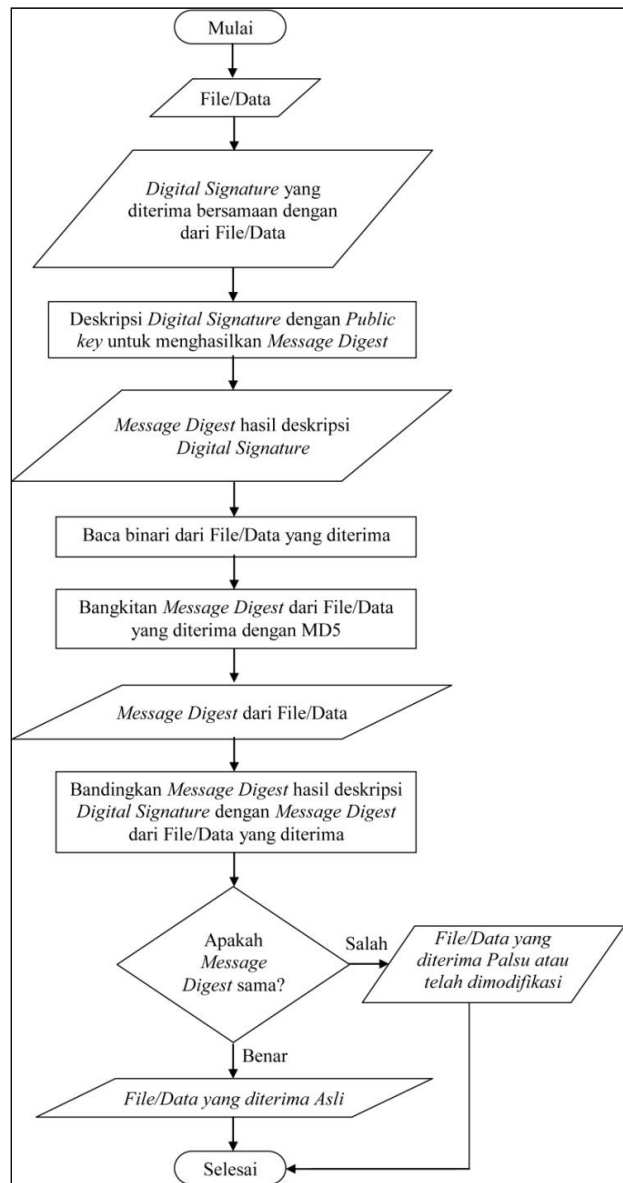 Mulai
File/Data
Digital Signature yang
diterima bersamaan dengan
dari File/Data
Deskripsi Digital Signature dengan Public
key untuk menghasilkan Message Digest
Message Digest hasil deskripsi
Digital Signature
Baca binari dari File/Data yang diterima
Bangkitan Message Digest dari File/Data
yang diterima dengan MD5
Message Digest dari File/Data
Bandingkan Message Digest hasil deskripsi
Digital Signature dengan Message Digest
dari File/Data yang diterima
Apakah
Message
Digest sama?
Salah
File/Data yang
diterima Palsu atau
telah dimodifikasi
Benar
File/Data yang diterima Asli
Selesai